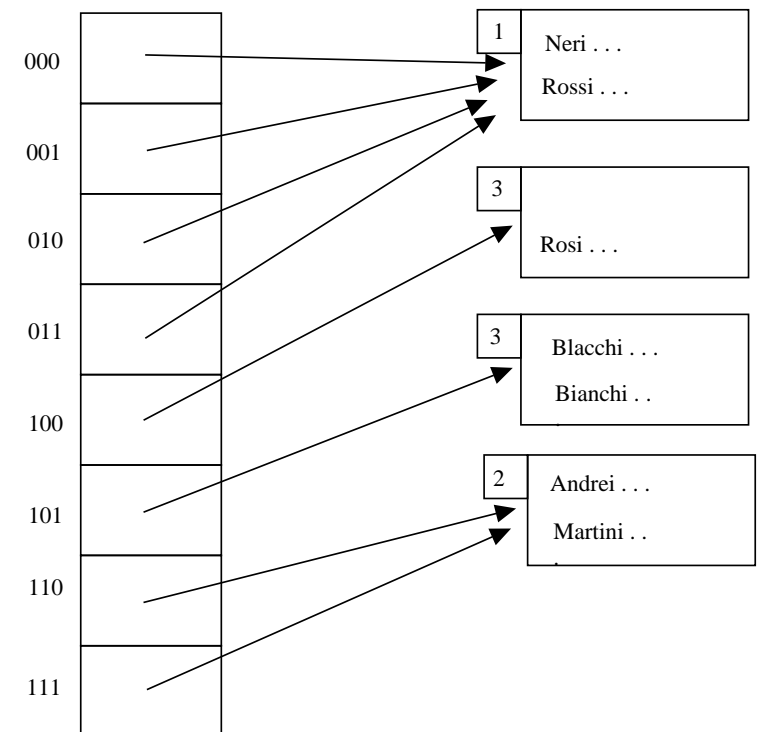 000
001
010
011
100
101
110
111
1
Neri . . .
Rossi . . .
3
Rosi . . .
3
Blacchi . . .
Bianchi . .
.
2
Andrei . . .
Martini . .
.